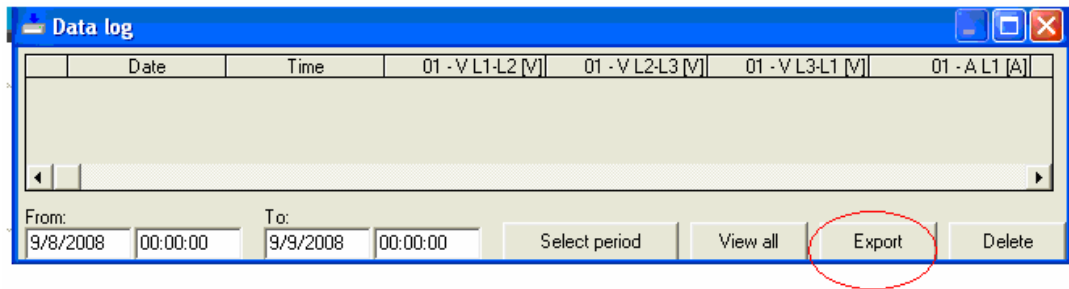 Data log
Date Time 01 - V L1-L2 [V] 01 - V L2-L3 [V] 01 - V L3-L1 [V] 01 - A L1 [A]
From: To:
9/8/2008 00:00:00 9/9/2008 00:00:00 Select period View all Export Delete